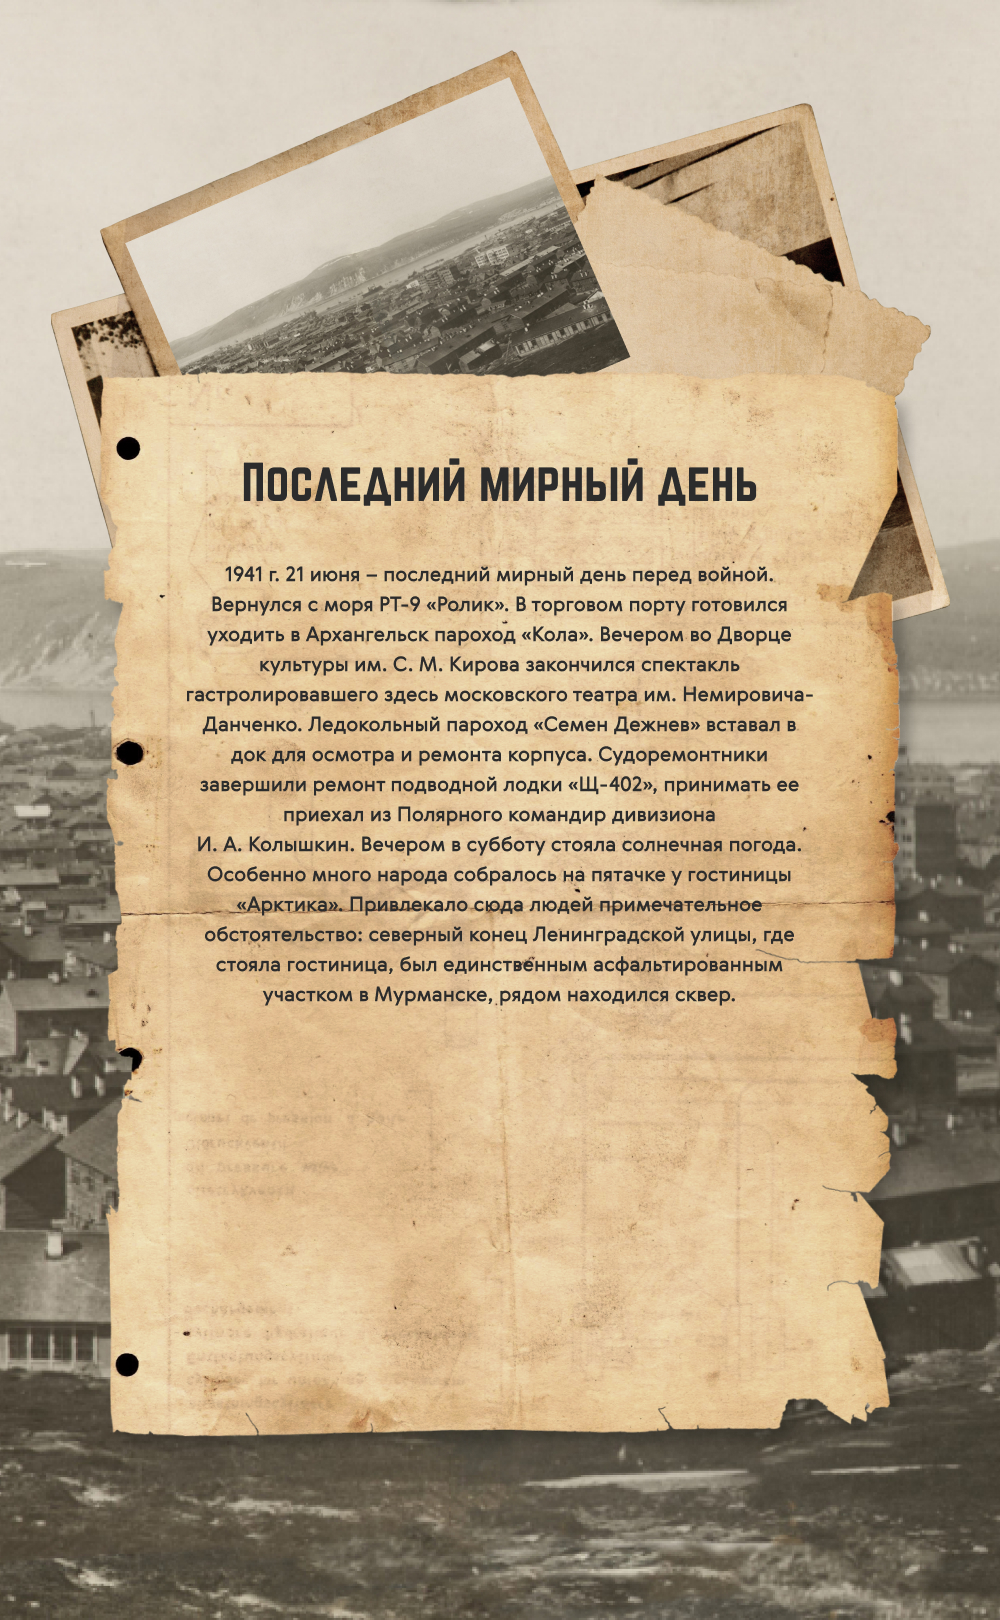 Последний мирный день
1941 г. 21 июня – последний мирный день перед войной.
Вернулся с моря РТ-9 «Ролик». В торговом порту готовился
уходить в Архангельск пароход «Кола». Вечером во Дворце
культуры им. С. М. Кирова закончился спектакль
гастролировавшего здесь московского театра им. Немировича-
Данченко. Ледокольный пароход «Семен Дежнев» вставал в
док для осмотра и ремонта корпуса. Судоремонтники
завершили ремонт подводной лодки «Щ-402», принимать ее
приехал из Полярного командир дивизиона
И. А. Колышкин. Вечером в субботу стояла солнечная погода.
Особенно много народа собралось на пятачке у гостиницы
«Арктика». Привлекало сюда людей примечательное
обстоятельство: северный конец Ленинградской улицы, где
стояла гостиница, был единственным асфальтированным
участком в Мурманске, рядом находился сквер.